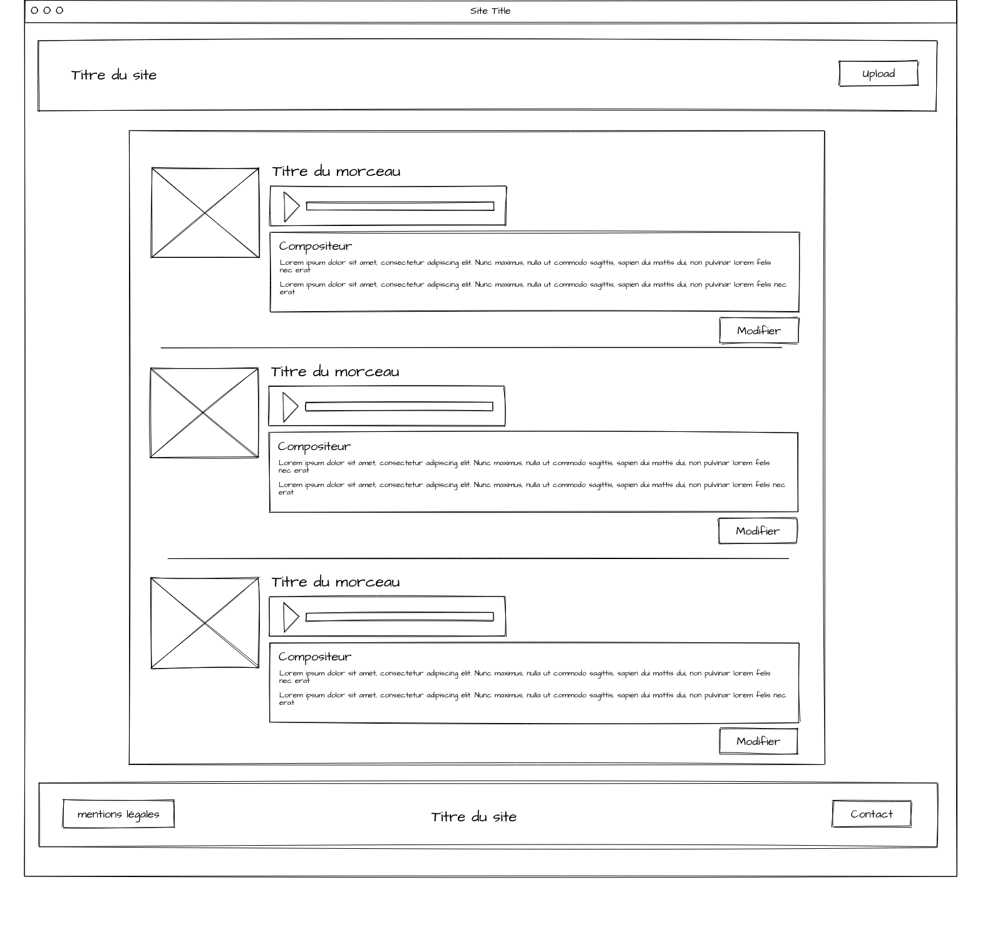 Site Title
Titre du site
Upload
Titre du morceau
Compositeur
Lorem ipsum dolor sit amet, consectetur adipiscing elit. Nunc maximus, nulla ut commodo sagittis, sapien dui mattis dui, non pulvinar lorem felis
nec erat
Lorem ipsum dolor sit amet, consectetur adipiscing elit. Nunc maximus, nulla ut commodo sagittis, sapien dui mattis dui, non pulvinar lorem felis nec
erat
Modifier
Titre du morceau
Compositeur
Lorem ipsum dolor sit amet, consectetur adipiscing elit. Nunc maximus, nulla ut commodo sagittis, sapien dui mattis dui, non pulvinar lorem felis
nec erat
Lorem ipsum dolor sit amet, consectetur adipiscing elit. Nunc maximus, nulla ut commodo sagittis, sapien dui mattis dui, non pulvinar lorem felis nec
erat
Modifier
Titre du morceau
Compositeur
Lorem ipsum dolor sit amet, consectetur adipiscing elit. Nunc maximus, nulla ut commodo sagittis, sapien dui mattis dui, non pulvinar lorem felis
nec erat
Lorem ipsum dolor sit amet, consectetur adipiscing elit. Nunc maximus, nulla ut commodo sagittis, sapien dui mattis dui, non pulvinar lorem felis nec
erat
Modifier
mentions légales
Titre du site
Contact